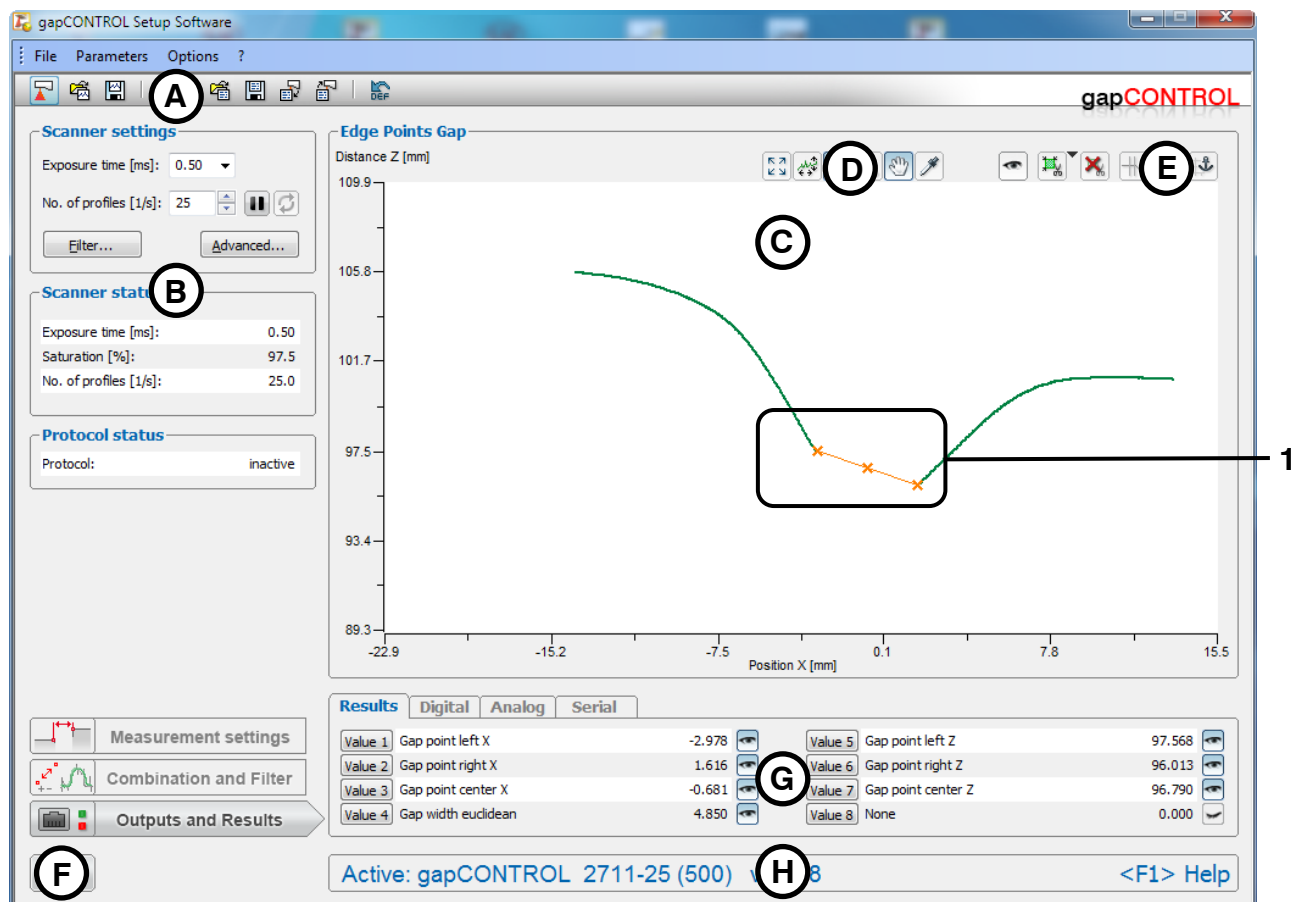 gapCONTROL Setup Software
File Parameters Options ?
A
DEF
gapCONTROL
Scanner settings
Exposure time [ms]: 0.50
No. of profiles [1/s]: 25
Filter... Advanced...
B
Scanner stat
Exposure time [ms]: 0.50
Saturation [%]: 97.5
No. of profiles [1/s]: 25.0
Protocol status
Protocol: inactive
Edge Points Gap
Distance Z [mm]
D
E
C
109.9
105.8
101.7
97.5
93.4
89.3
1
-22.9 -15.2 -7.5 0.1 7.8 15.5
Position X [mm]
Measurement settings
Combination and Filter
Outputs and Results
F
Results Digital Analog Serial
Value 1 Gap point left X -2.978
Value 2 Gap point right X 1.616
Value 3 Gap point center X -0.681
Value 4 Gap width euclidean 4.850
G
Value 5 Gap point left Z 97.568
Value 6 Gap point right Z 96.013
Value 7 Gap point center Z 96.790
Value 8 None 0.000
Active: gapCONTROL 2711-25 (500) v 8 <F1> Help
H